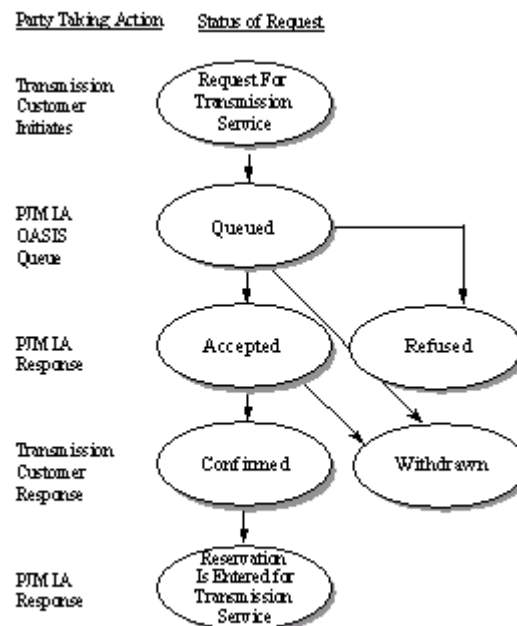 Party Taking Action Status of Request
Transmission
Customer
Initiates
Request For
Transmission
Service
PJM IA
OASIS
Queue
Queued
PJM IA
Response
Accepted
Refused
Transmission
Customer
Response
Confirmed
Withdrawn
PJM IA
Response
Reservation
Is Entered for
Transmission
Service